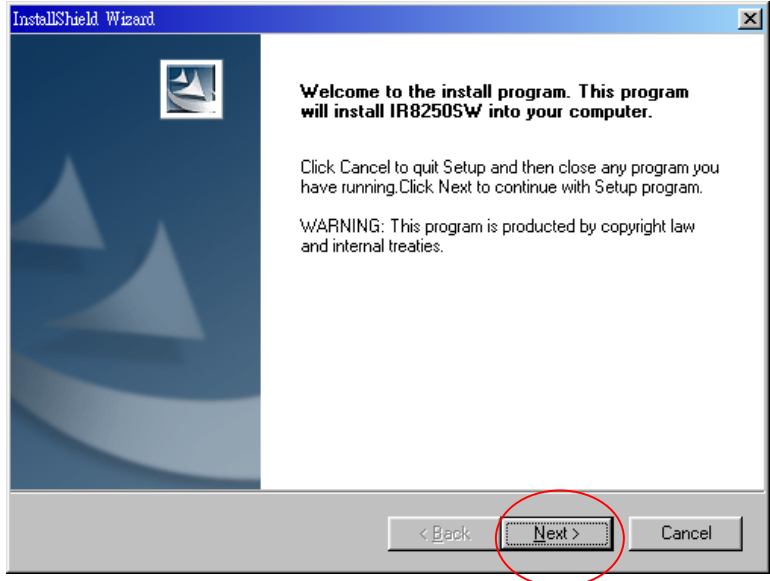 InstallShield Wizard
Welcome to the install program. This program
will install IR8250SW into your computer.
Click Cancel to quit Setup and then close any program you
have running.Click Next to continue with Setup program.
WARNING: This program is producted by copyright law
and internal treaties.
< Back
Next >
Cancel